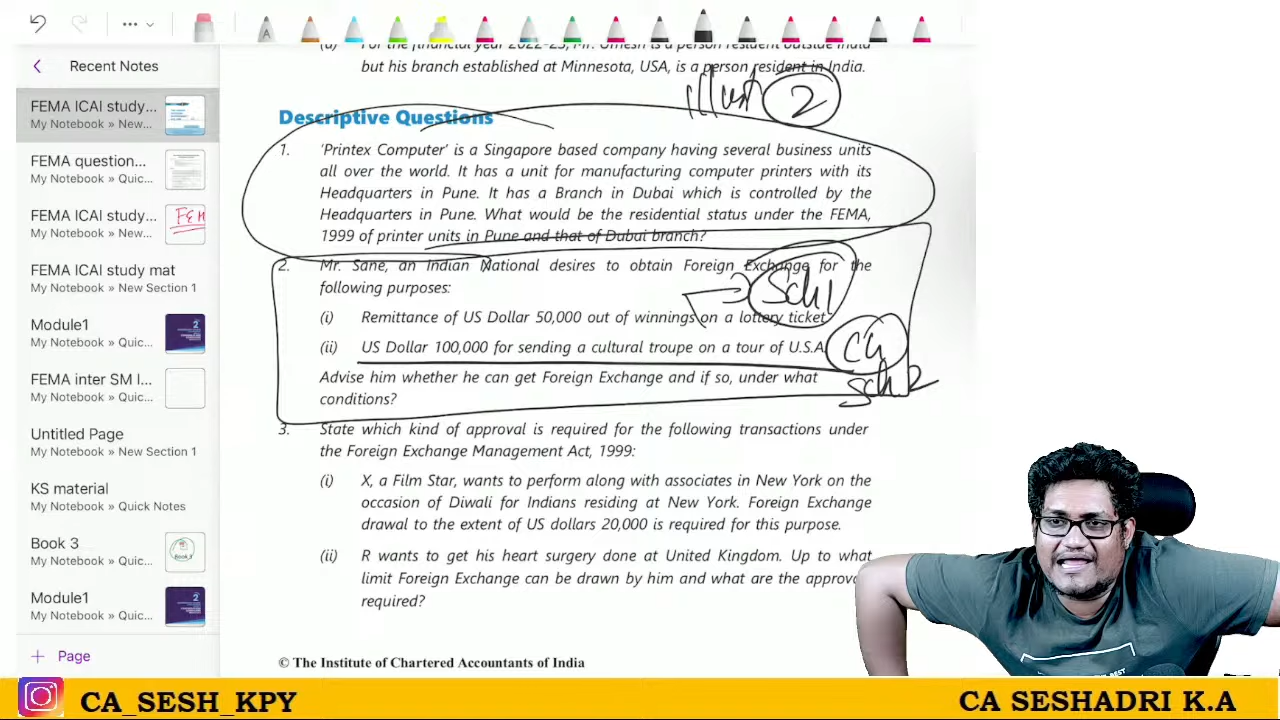 A
Recent Notes
FEMA ICAI study...
My Notebook » New...
FEMA question...
My Notebook » Quic...
FEMA ICAI study...
My Notebook » New...
FEM
FEMA ICAI study mat
My Notebook » New Section 1
Module1
My Notebook » Quic...
2
FEMA inter SM l...
My Notebook » Quic...
Untitled Page
My Notebook » New Section 1
KS material
My Notebook » Quick Notes
Book 3
My Notebook » Quic...
Book 3
Module1
My Notebook » Quic...
2
Page
but his branch established at Minnesota, USA, is a person resident in India.
Illust 2
Descriptive Questions
1. 'Printex Computer' is a Singapore based company having several business units
all over the world. It has a unit for manufacturing computer printers with its
Headquarters in Pune. It has a Branch in Dubai which is controlled by the
Headquarters in Pune. What would be the residential status under the FEMA,
1999 of printer units in Pune and that of Dubai branch?
2. Mr. Sane, an Indian National desires to obtain Foreign Exchange for the
following purposes:
Sch1
(i) Remittance of US Dollar 50,000 out of winnings on a lottery ticket
(ii) US Dollar 100,000 for sending a cultural troupe on a tour of U.S.A
CG
Sch 2
Advise him whether he can get Foreign Exchange and if so, under what
conditions?
3. State which kind of approval is required for the following transactions under
the Foreign Exchange Management Act, 1999:
(i) X, a Film Star, wants to perform along with associates in New York on the
occasion of Diwali for Indians residing at New York. Foreign Exchange
drawal to the extent of US dollars 20,000 is required for this purpose.
(ii) R wants to get his heart surgery done at United Kingdom. Up to what
limit Foreign Exchange can be drawn by him and what are the approva
required?
© The Institute of Chartered Accountants of India
CA_SESH_KPY
CA SESHADRI K.A